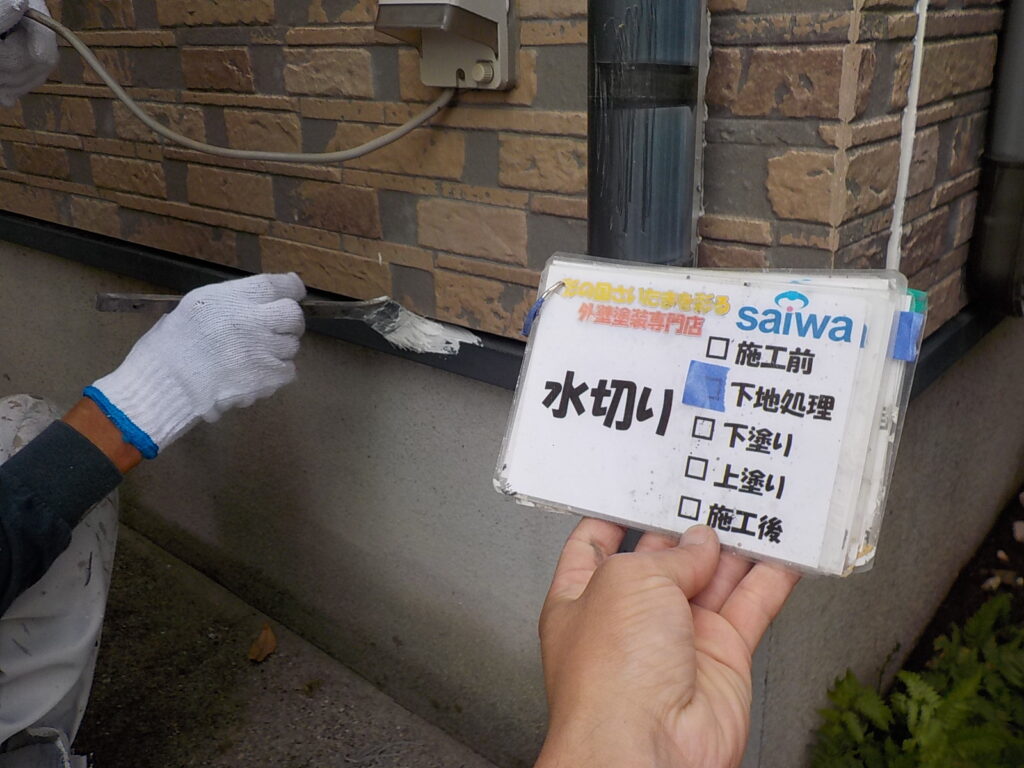 外壁塗装専門店
saiwa
水切り
□ 施工前
下地処理
□ 下塗り
□ 上塗り
□ 施工後